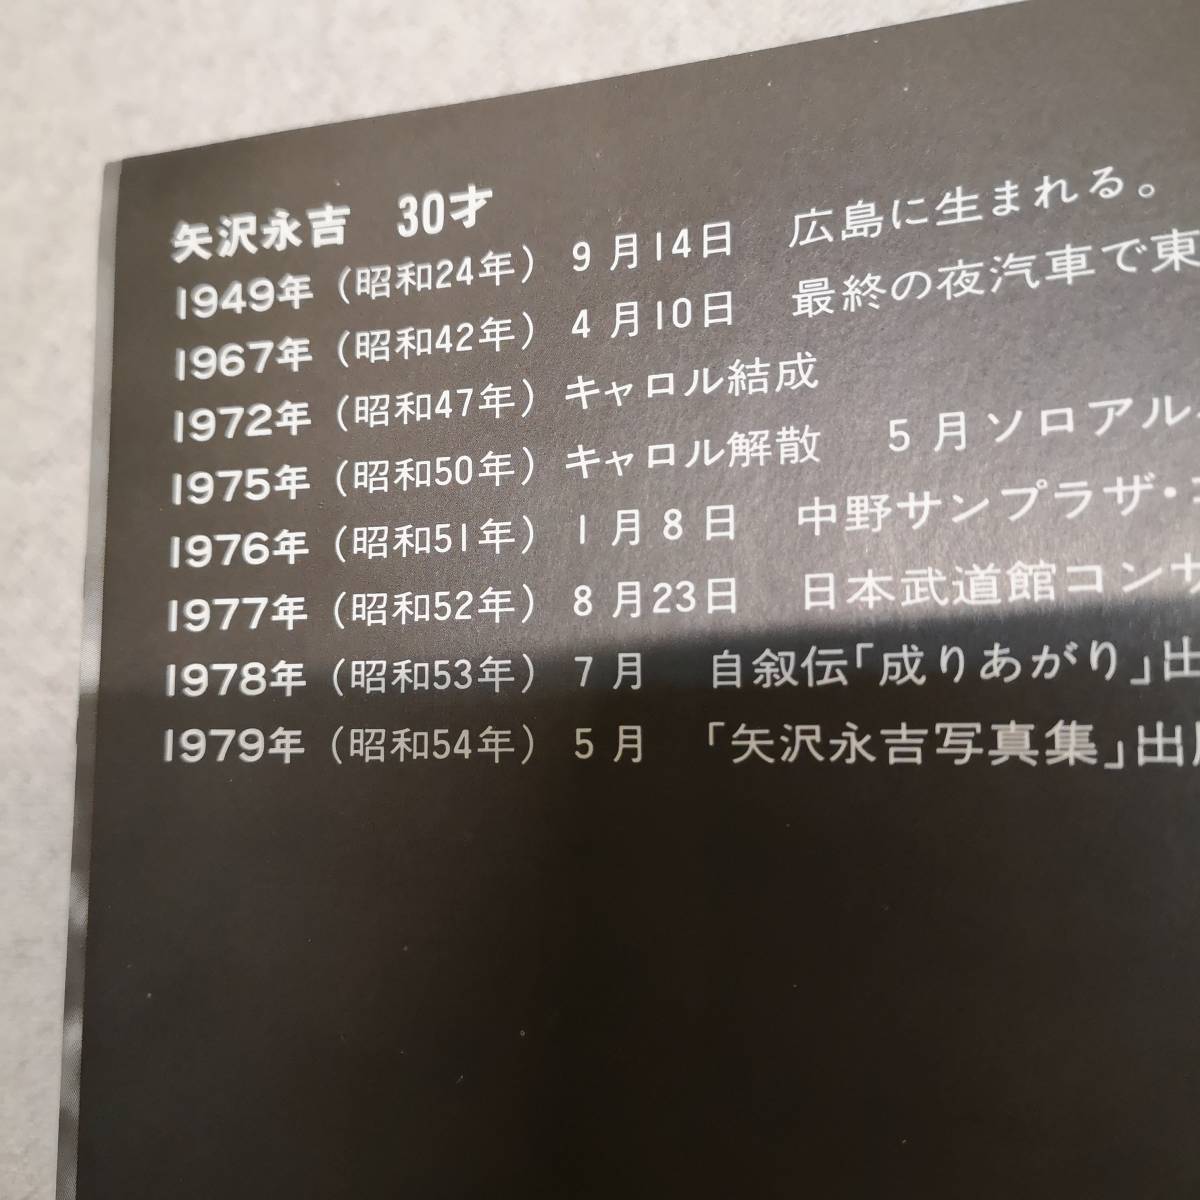 矢沢永吉　30才
1949年（昭和24年）9月14日　広島に生まれる。
1967年（昭和42年）4月10日　最終の夜汽車で東
1972年（昭和47年）キャロル結成
1975年（昭和50年）キャロル解散　5月ソロアル
1976年（昭和51年）1月8日　中野サンプラザ・
1977年（昭和52年）8月23日　日本武道館コンサ
1978年（昭和53年）7月　自叙伝「成りあがり」出
1979年（昭和54年）5月　「矢沢永吉写真集」出